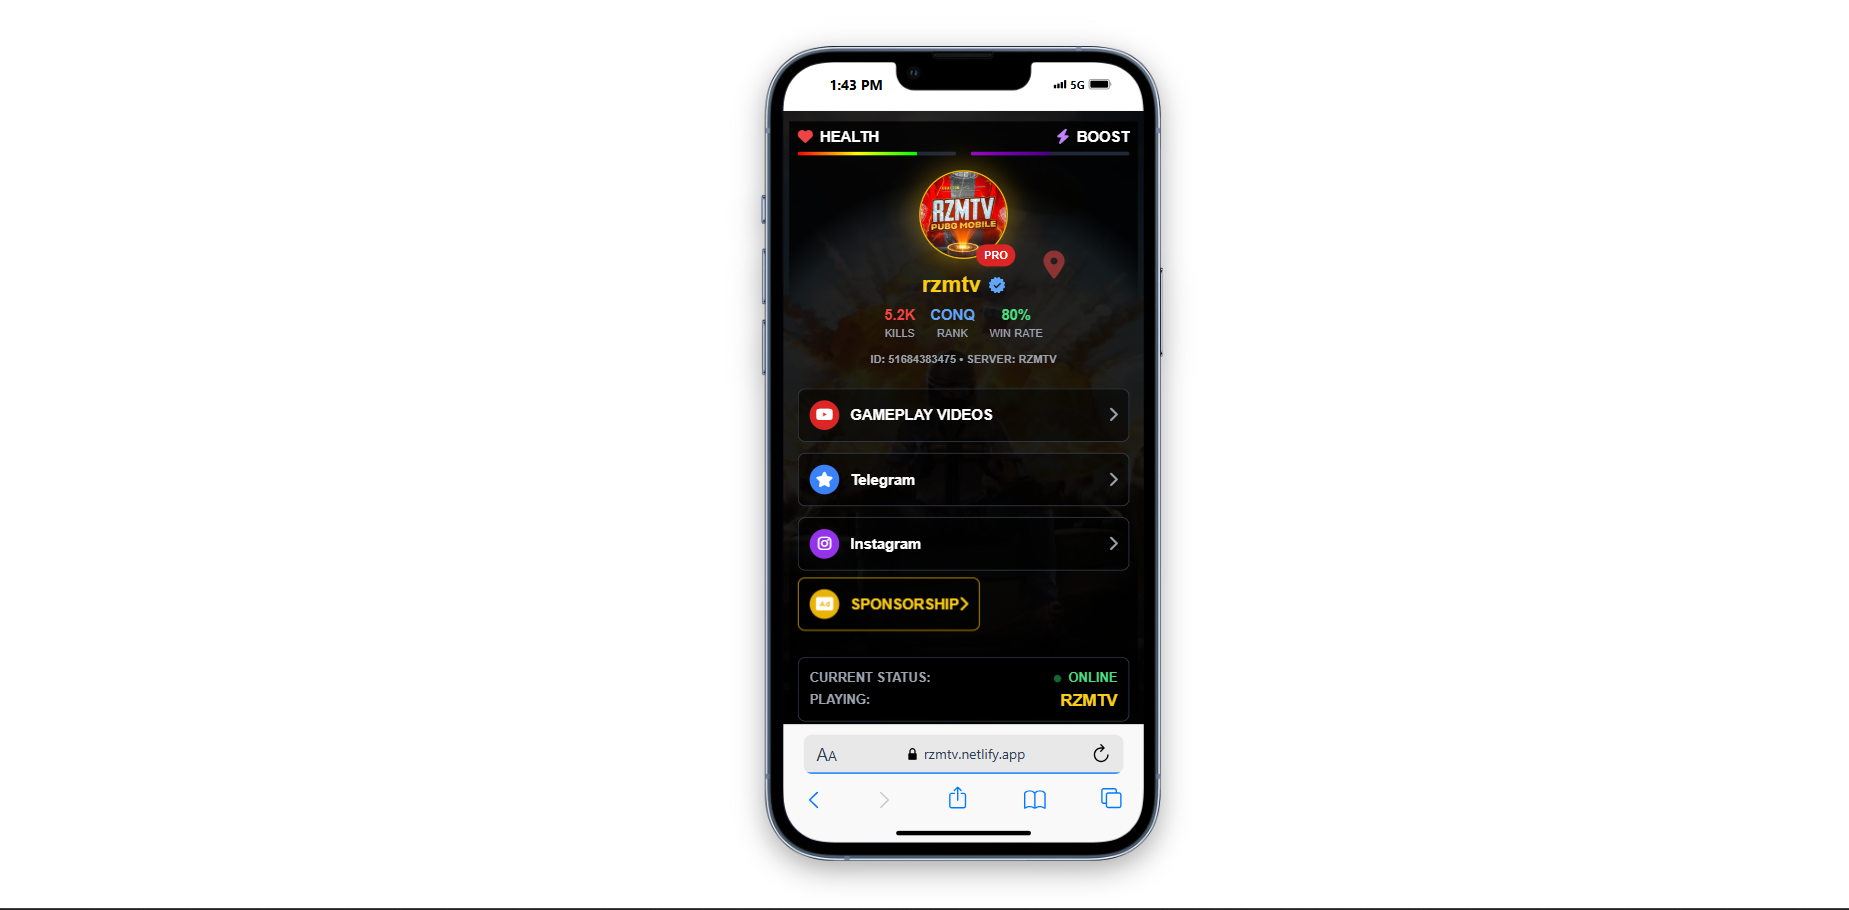 1:43 PM
5G
HEALTH
BOOST
RZMTV
PUBG MOBILE
PRO
rzmtv
5.2K CONQ 80%
KILLS RANK WIN RATE
ID: 51684383475 • SERVER: RZMTV
GAMEPLAY VIDEOS
Telegram
Instagram
Ad SPONSORSHIP
CURRENT STATUS: ONLINE
PLAYING: RZMTV
AA rzmtv.netlify.app